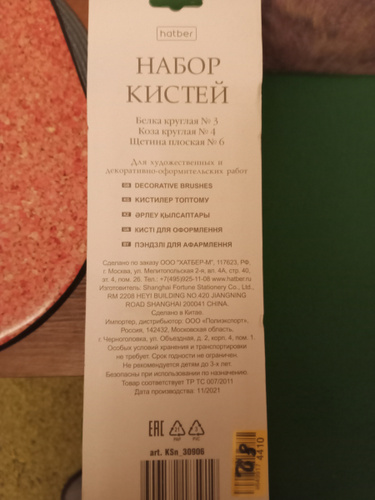 hatber
НАБОР
КИСТЕЙ
Белка круглая № 3
Коза круглая № 4
Щетина плоская № 6
Для художественных и
декоративно-оформительских работ
DECORATIVE BRUSHES
КИСТИЛЕР ТОПТОМУ
ӘРЛЕУ ҚЫЛСАПТАРЫ
КИСТІ ДЛЯ ОФОРМЛЕННЯ
ПЭНДЗЛІ ДЛЯ АФАРМЛЕННЯ
Сделано по заказу ООО "ХАТБЕР-М", 117623, РФ,
г. Москва, ул. Мелитопольская 2-я, вл. 4А, стр. 40,
эт. 4, пом. 26. Тел.: +7(495)925-11-08 www.hatber.ru
Изготовитель: Shanghai Fortune Stationery Co., Ltd.,
RM 2208 HEYI BUILDING NO.420 JIANGNING
ROAD SHANGHAI 200041 CHINA.
Сделано в Китае.
Импортер, дистрибьютор: ООО «Полиэкспорт»,
Россия, 142432, Московская область,
г. Черноголовка, ул. Объездная, д. 2, корп. 4, пом. 1.
Особых условий хранения и транспортировки
не требует. Срок годности не ограничен.
Не рекомендуется детям до 3-х лет.
Безопасно при использовании по назначению.
Товар соответствует ТР ТС 007/2011
Дата производства: 11/2021
EAC
art. KSn_30906
4410